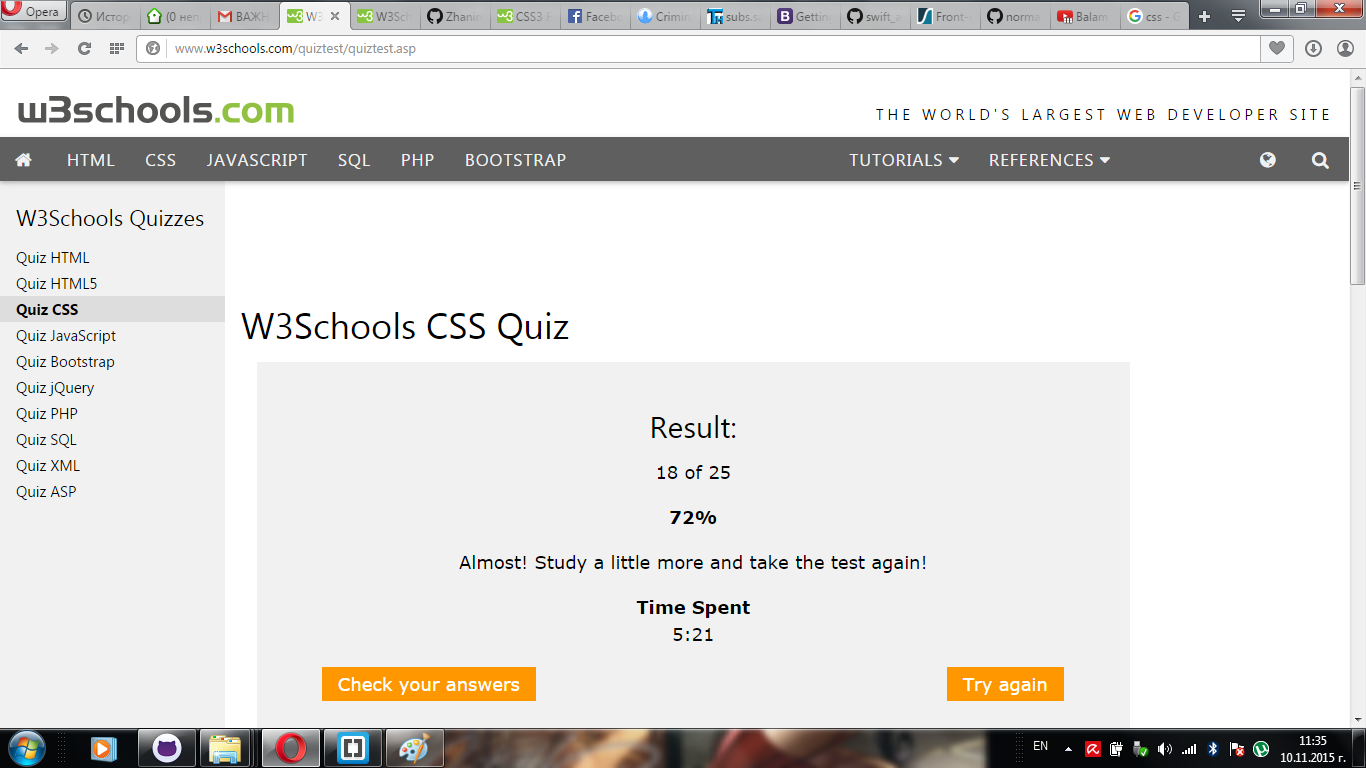 Opera
Истор
(0 неп
ВАЖН
W3
W3Sch
Zhanin
CSS3
Facebo
Crimin
subs.sa
Getting
swift_a
Front-
norma
Balam
css - G
www.w3schools.com/quiztest/quiztest.asp
w3schools.com
THE WORLD'S LARGEST WEB DEVELOPER SITE
HTML CSS JAVASCRIPT SQL PHP BOOTSTRAP TUTORIALS REFERENCES
W3Schools Quizzes
Quiz HTML
Quiz HTML5
Quiz CSS
Quiz JavaScript
Quiz Bootstrap
Quiz jQuery
Quiz PHP
Quiz SQL
Quiz XML
Quiz ASP
W3Schools CSS Quiz
Result:
18 of 25
72%
Almost! Study a little more and take the test again!
Time Spent
5:21
Check your answers
Try again
EN
11:35
10.11.2015 г.